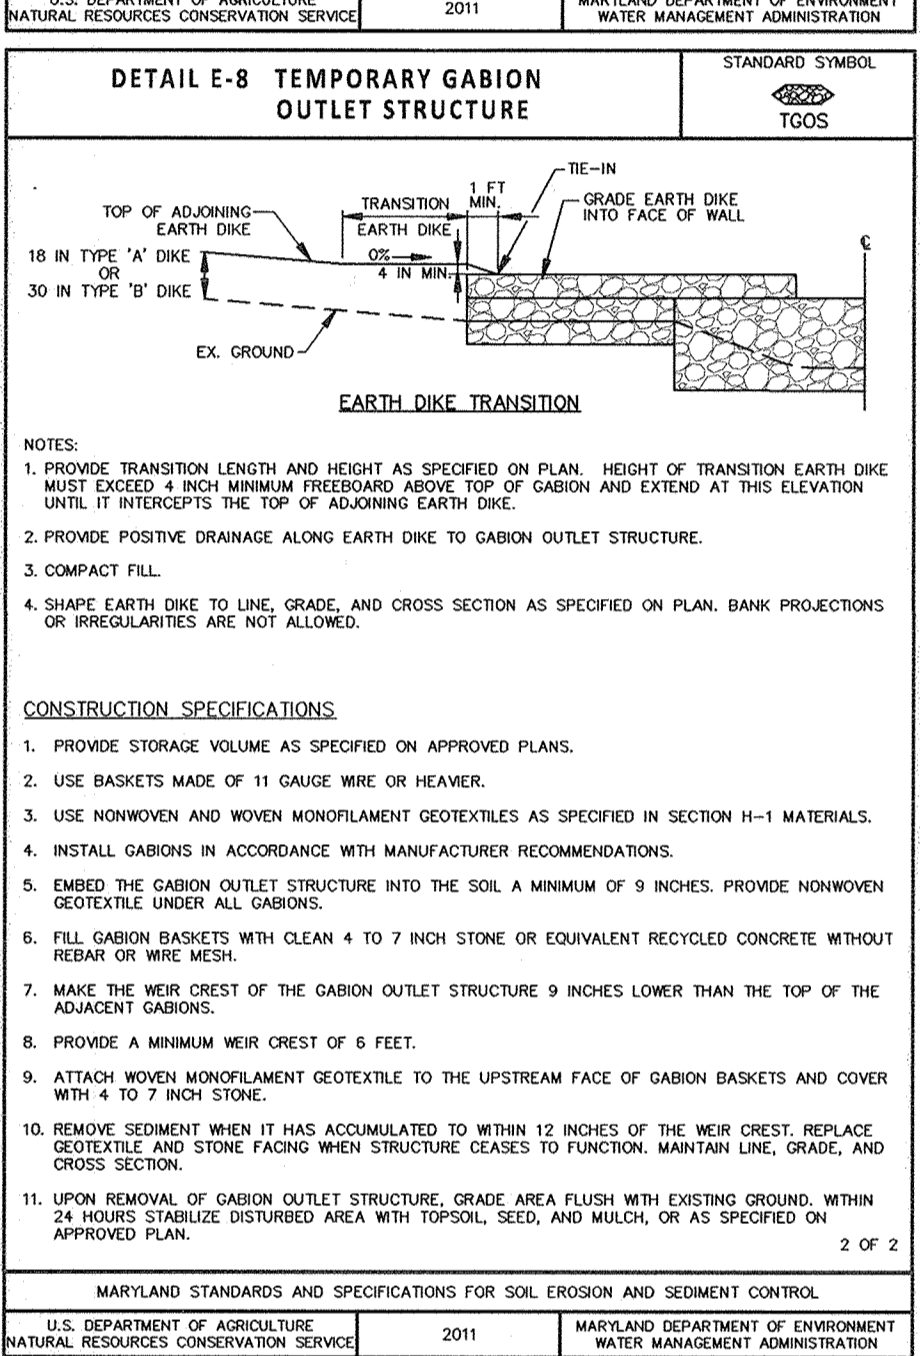 U.S. DEPARTMENT OF AGRICULTURE
NATURAL RESOURCES CONSERVATION SERVICE
2011
MARYLAND DEPARTMENT OF ENVIRONMENT
WATER MANAGEMENT ADMINISTRATION
DETAIL E-8 TEMPORARY GABION
OUTLET STRUCTURE
STANDARD SYMBOL
TGOS
TIE-IN
1 FT
MIN.
TRANSITION
GRADE EARTH DIKE
INTO FACE OF WALL
TOP OF ADJOINING
EARTH DIKE
EARTH DIKE
℄
18 IN TYPE 'A' DIKE
OR
30 IN TYPE 'B' DIKE
0%
4 IN MIN.
EX. GROUND
EARTH DIKE TRANSITION
NOTES:
1. PROVIDE TRANSITION LENGTH AND HEIGHT AS SPECIFIED ON PLAN. HEIGHT OF TRANSITION EARTH DIKE
MUST EXCEED 4 INCH MINIMUM FREEBOARD ABOVE TOP OF GABION AND EXTEND AT THIS ELEVATION
UNTIL IT INTERCEPTS THE TOP OF ADJOINING EARTH DIKE.
2. PROVIDE POSITIVE DRAINAGE ALONG EARTH DIKE TO GABION OUTLET STRUCTURE.
3. COMPACT FILL.
4. SHAPE EARTH DIKE TO LINE, GRADE, AND CROSS SECTION AS SPECIFIED ON PLAN. BANK PROJECTIONS
OR IRREGULARITIES ARE NOT ALLOWED.
CONSTRUCTION SPECIFICATIONS
1. PROVIDE STORAGE VOLUME AS SPECIFIED ON APPROVED PLANS.
2. USE BASKETS MADE OF 11 GAUGE WIRE OR HEAVIER.
3. USE NONWOVEN AND WOVEN MONOFILAMENT GEOTEXTILES AS SPECIFIED IN SECTION H-1 MATERIALS.
4. INSTALL GABIONS IN ACCORDANCE WITH MANUFACTURER RECOMMENDATIONS.
5. EMBED THE GABION OUTLET STRUCTURE INTO THE SOIL A MINIMUM OF 9 INCHES. PROVIDE NONWOVEN
GEOTEXTILE UNDER ALL GABIONS.
6. FILL GABION BASKETS WITH CLEAN 4 TO 7 INCH STONE OR EQUIVALENT RECYCLED CONCRETE WITHOUT
REBAR OR WIRE MESH.
7. MAKE THE WEIR CREST OF THE GABION OUTLET STRUCTURE 9 INCHES LOWER THAN THE TOP OF THE
ADJACENT GABIONS.
8. PROVIDE A MINIMUM WEIR CREST OF 6 FEET.
9. ATTACH WOVEN MONOFILAMENT GEOTEXTILE TO THE UPSTREAM FACE OF GABION BASKETS AND COVER
WITH 4 TO 7 INCH STONE.
10. REMOVE SEDIMENT WHEN IT HAS ACCUMULATED TO WITHIN 12 INCHES OF THE WEIR CREST. REPLACE
GEOTEXTILE AND STONE FACING WHEN STRUCTURE CEASES TO FUNCTION. MAINTAIN LINE, GRADE, AND
CROSS SECTION.
11. UPON REMOVAL OF GABION OUTLET STRUCTURE, GRADE AREA FLUSH WITH EXISTING GROUND. WITHIN
24 HOURS STABILIZE DISTURBED AREA WITH TOPSOIL, SEED, AND MULCH, OR AS SPECIFIED ON
APPROVED PLAN.
2 OF 2
MARYLAND STANDARDS AND SPECIFICATIONS FOR SOIL EROSION AND SEDIMENT CONTROL
U.S. DEPARTMENT OF AGRICULTURE
NATURAL RESOURCES CONSERVATION SERVICE
2011
MARYLAND DEPARTMENT OF ENVIRONMENT
WATER MANAGEMENT ADMINISTRATION